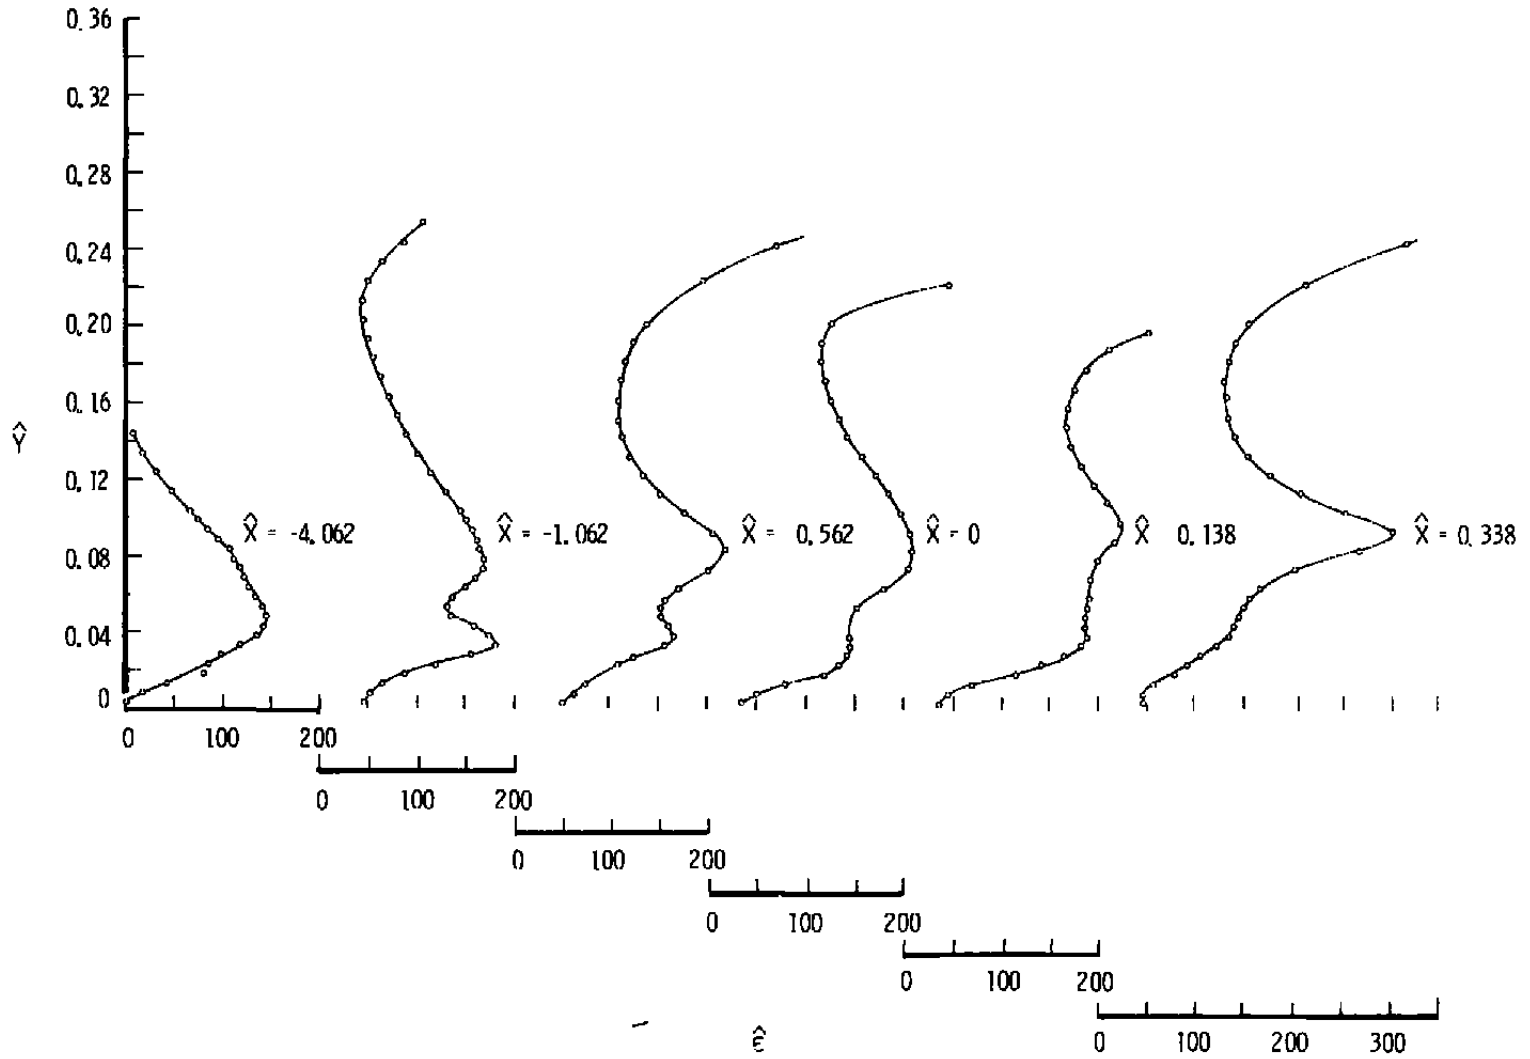 0.36
0.32
0.28
0.24
0.20
0.16
0.12
0.08
0.04
0
Ŷ
X̂ = -4.062
X̂ = -1.062
X̂ = 0.562
X̂ = 0
X̂ 0.138
X̂ = 0.338
0 100 200
0 100 200
0 100 200
0 100 200
0 100 200
0 100 200 300
ε̂